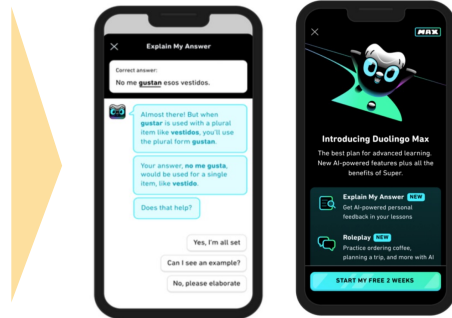 Explain My Answer
Correct answer:
No me gustan esos vestidos.
Almost there! But when
gustar is used with a plural
item like vestidos, you'll use
the plural form gustan.
Your answer, no me gusta,
would be used for a single
item, like vestido.
Does that help?
Yes, I'm all set
Can I see an example?
No, please elaborate
MAX
Introducing Duolingo Max
The best plan for advanced learning.
New AI-powered features plus all the
benefits of Super.
Explain My Answer NEW
Get AI-powered personal
feedback in your lessons
Roleplay NEW
Practice ordering coffee,
planning a trip, and more with AI
START MY FREE 2 WEEKS